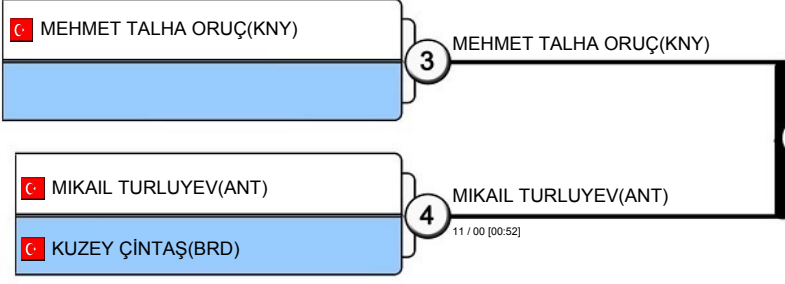 MEHMET TALHA ORUÇ(KNY)
3
MEHMET TALHA ORUÇ(KNY)
MIKAIL TURLUYEV(ANT)
4
MIKAIL TURLUYEV(ANT)
11 / 00 [00:52]
KUZEY ÇİNTAŞ(BRD)